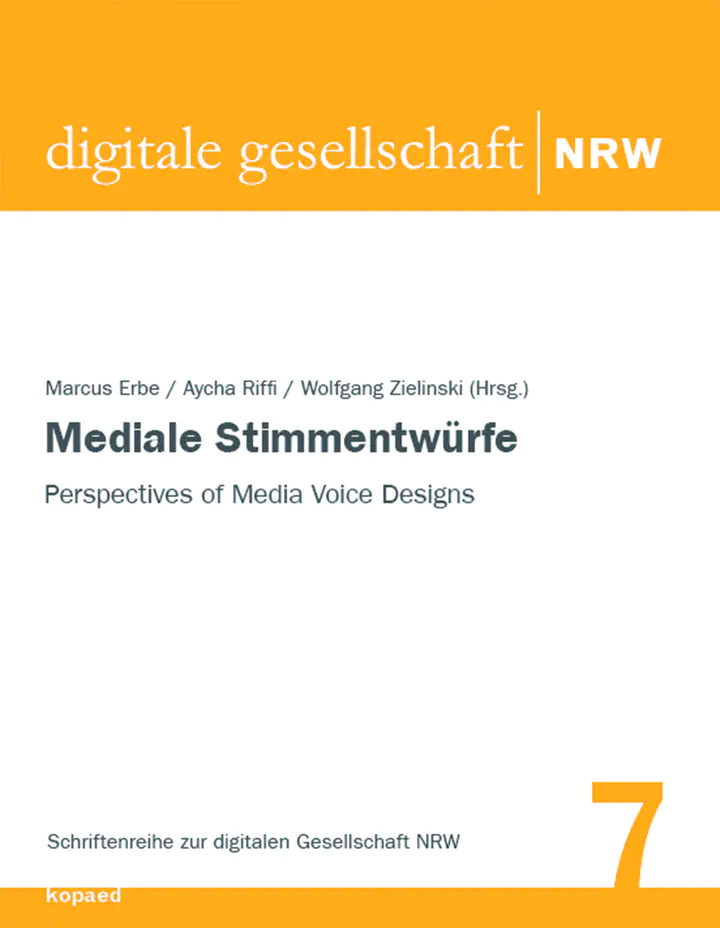 digitale gesellschaft | NRW
Marcus Erbe / Aycha Riffi / Wolfgang Zielinski (Hrsg.)
Mediale Stimmentwürfe
Perspectives of Media Voice Designs
7
Schriftenreihe zur digitalen Gesellschaft NRW
kopaed